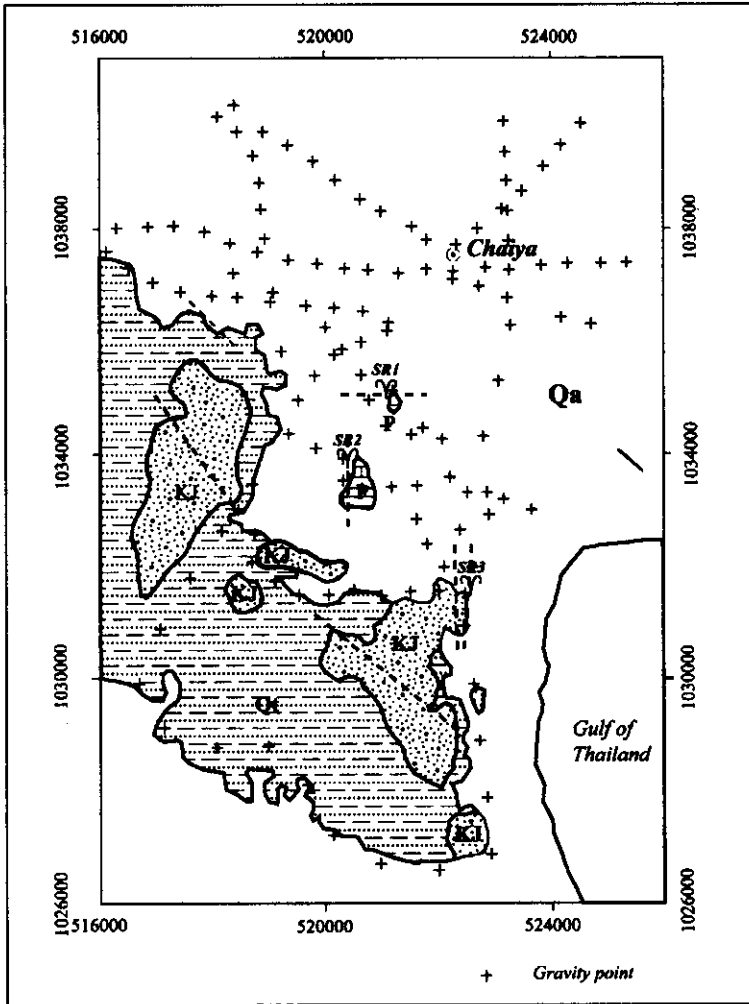 516000 520000 524000
1038000 1038000
Chaiya
SR1
Qa
P
SR2
1034000 1034000
KJ
P
KJ
SR3
KJ
KJ
1030000 1030000
Qt
Gulf of
Thailand
KJ
1026000 1026000
516000 520000 524000
+ Gravity point